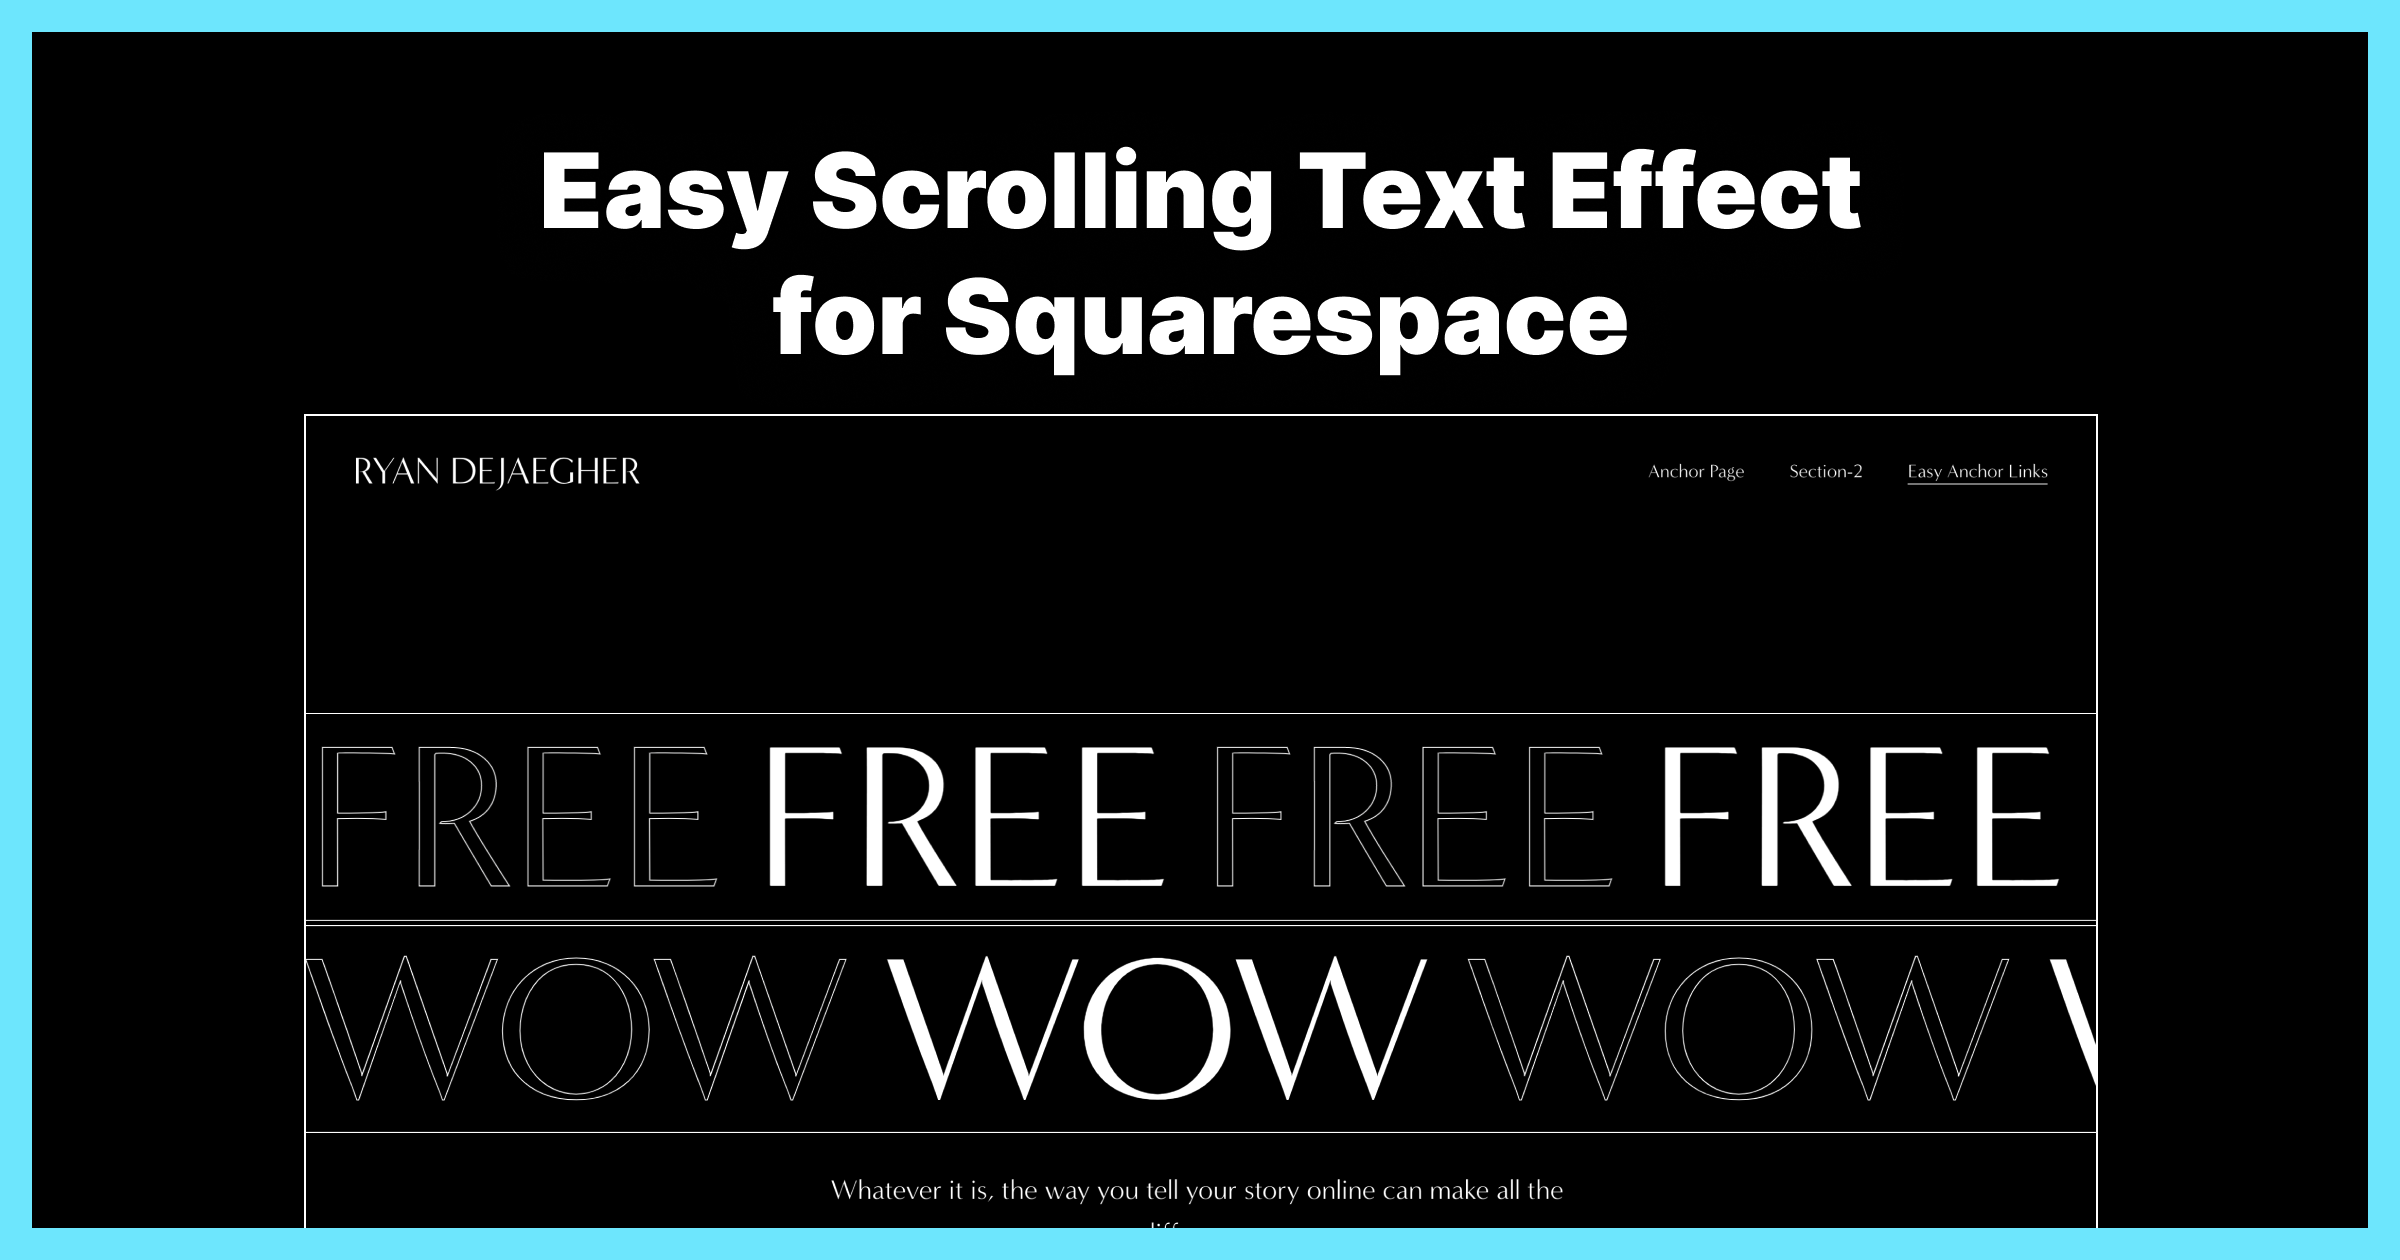 Easy Scrolling Text Effect
for Squarespace
RYAN DEJAEGHER
Anchor Page Section-2 Easy Anchor Links
FREE FREE FREE FREE
WOW WOW WOW
Whatever it is, the way you tell your story online can make all the